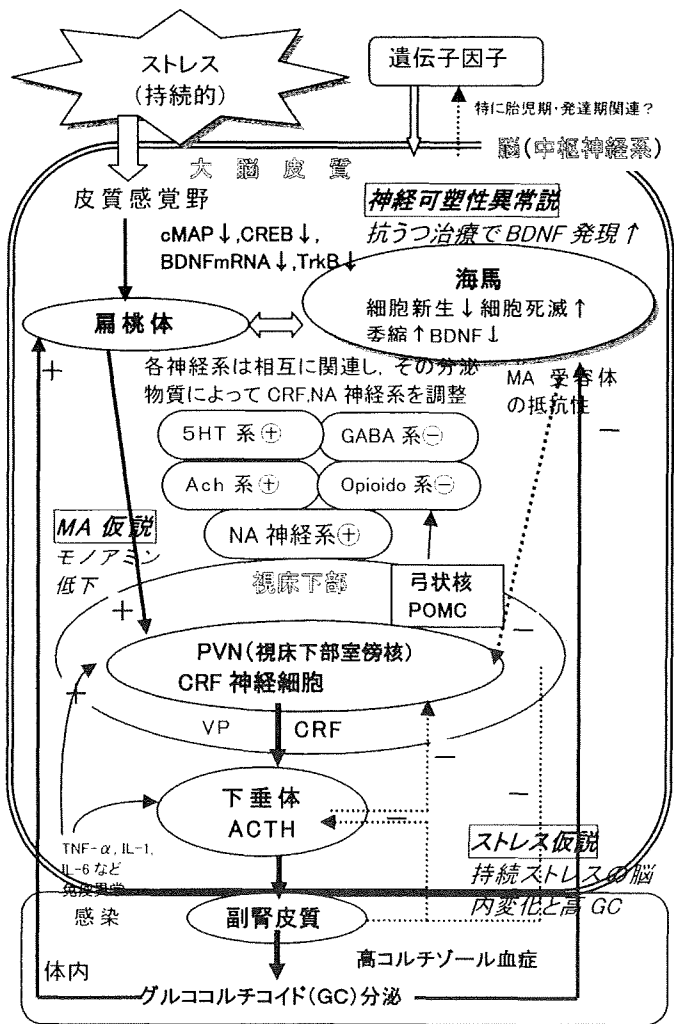 ストレス
(持続的)
遺伝子因子
特に胎児期・発達期関連？
脳(中枢神経系)
大脳皮質
皮質感覚野
神経可塑性異常説
抗うつ治療でBDNF発現↑
cMAP↓,CREB↓,
BDNFmRNA↓,TrkB↓
海馬
細胞新生↓細胞死滅↑
委縮↑BDNF↓
扁桃体
＋
各神経系は相互に関連し，その分泌
物質によってCRF,NA神経系を調整
MA受容体
の抵抗性
－
5HT系⊕
GABA系⊖
Ach系⊕
Opioido系⊖
NA神経系⊕
MA仮説
モノアミン
低下
＋
視床下部
弓状核
POMC
－
PVN(視床下部室傍核)
CRF神経細胞
＋
VP
CRF
－
－
下垂体
ACTH
－
TNF-α, IL-1,
IL-6など
免疫異常
感染
ストレス仮説
持続ストレスの脳
内変化と高GC
副腎皮質
高コルチゾール血症
体内
グルココルチコイド(GC)分泌